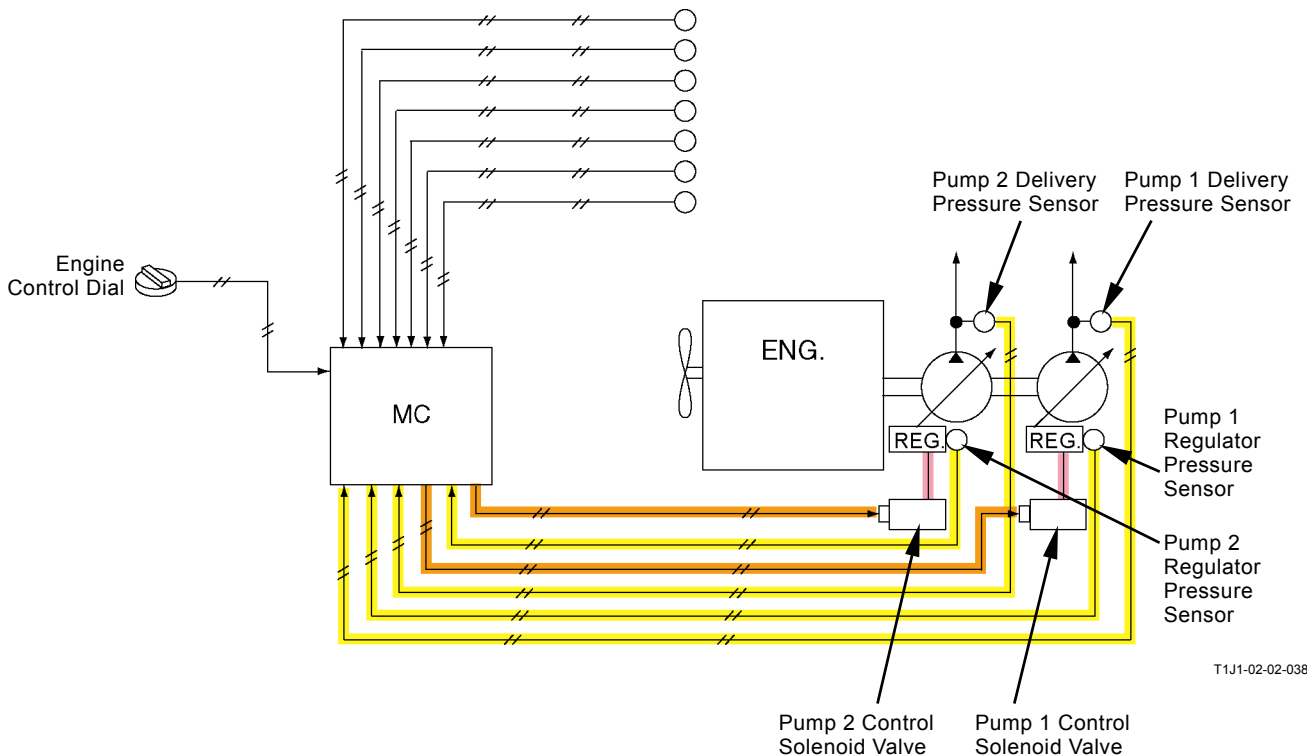 Pump 2 Delivery
Pressure Sensor
Pump 1 Delivery
Pressure Sensor
Engine
Control Dial
ENG.
MC
REG.
REG.
Pump 1
Regulator
Pressure
Sensor
Pump 2
Regulator
Pressure
Sensor
T1J1-02-02-038
Pump 2 Control
Solenoid Valve
Pump 1 Control
Solenoid Valve